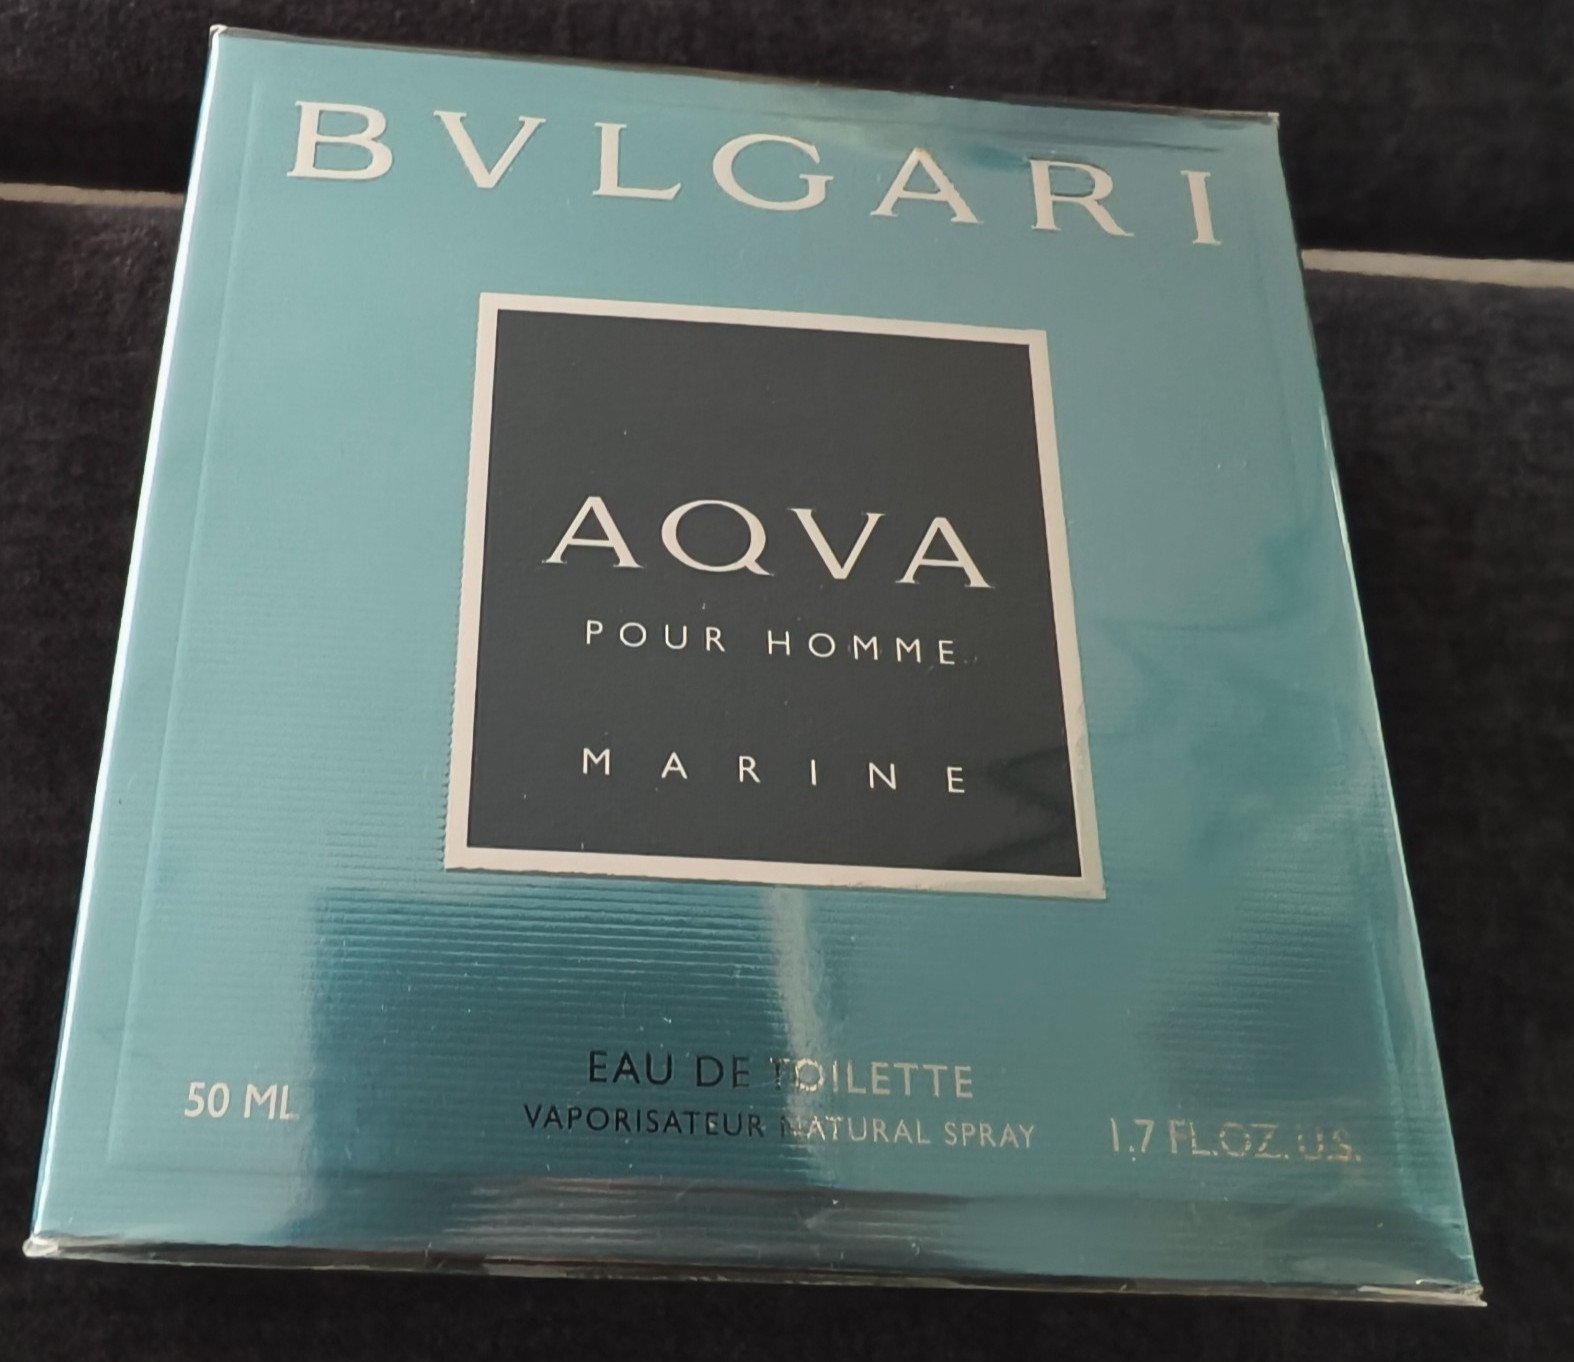 BVLGARI
AQVA
POUR HOMME
MARINE
EAU DE TOILETTE
50 ML VAPORISATEUR NATURAL SPRAY 1.7 FL.OZ.U.S.